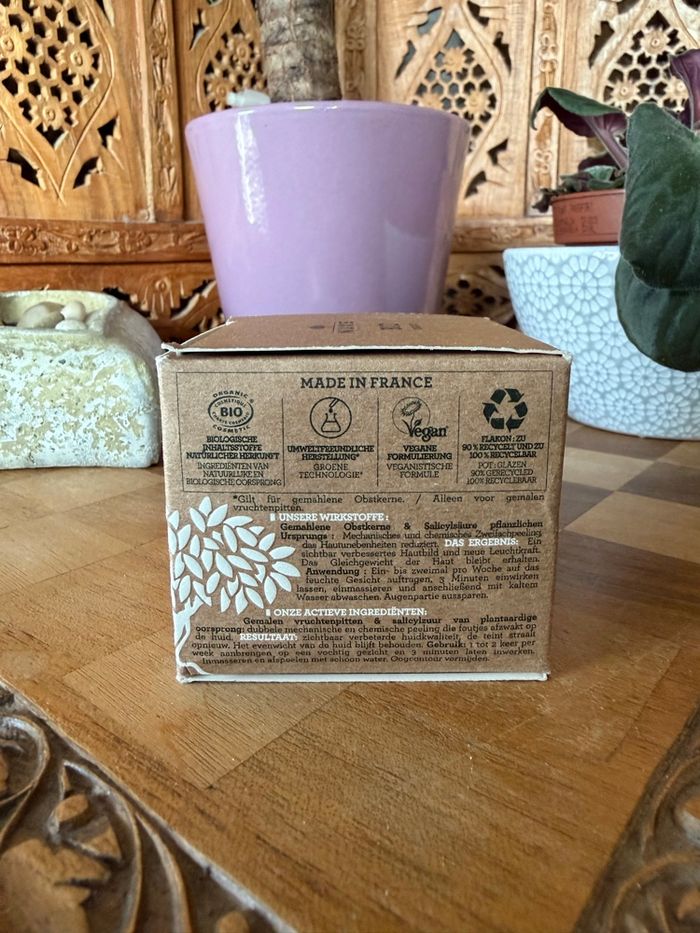 MADE IN FRANCE
ORGANIC
COSMÉTIQUE
BIO
COSMETIC
BIOLOGISCHE
INHALTSSTOFFE
NATÜRLICHER HERKUNFT
INGREDIËNTEN VAN
NATUURLIJKE EN
BIOLOGISCHE OORSPRONG
UMWELTFREUNDLICHE
HERSTELLUNG*
GROENE
TECHNOLOGIE*
Vegan
VEGANE
FORMULIERUNG
VEGANISTISCHE
FORMULE
FLAKON : ZU
90 % RECYCELT UND ZU
100 % RECYCELBAR
POT : GLAZEN
90% GERECYCLED
100% RECYCLEBAAR
*Gilt für gemahlene Obstkerne. / Alleen voor gemalen
vruchtenpitten.
UNSERE WIRKSTOFFE :
Gemahlene Obstkerne & Salicylsäure pflanzlichen
Ursprungs : Mechanisches und chemisches Zweifachpeeling,
das Hautunebenheiten reduziert. DAS ERGEBNIS: Ein
sichtbar verbessertes Hautbild und neue Leuchtkraft.
Das Gleichgewicht der Haut bleibt erhalten.
Anwendung : Ein- bis zweimal pro Woche auf das
feuchte Gesicht auftragen, 3 Minuten einwirken
lassen, einmassieren und anschließend mit kaltem
Wasser abwaschen. Augenpartie aussparen.
ONZE ACTIEVE INGREDIËNTEN:
Gemalen vruchtenpitten & salicylzuur van plantaardige
oorsprong: dubbele mechanische en chemische peeling die foutjes afzwakt op
de huid. RESULTAAT: zichtbaar verbeterde huidkwaliteit, de teint straalt
opnieuw. Het evenwicht van de huid blijft behouden. Gebruik: 1 tot 2 keer per
week aanbrengen op een vochtig gezicht en 3 minuten laten inwerken.
Inmasseren en afspoelen met schoon water. Oogcontour vermijden.